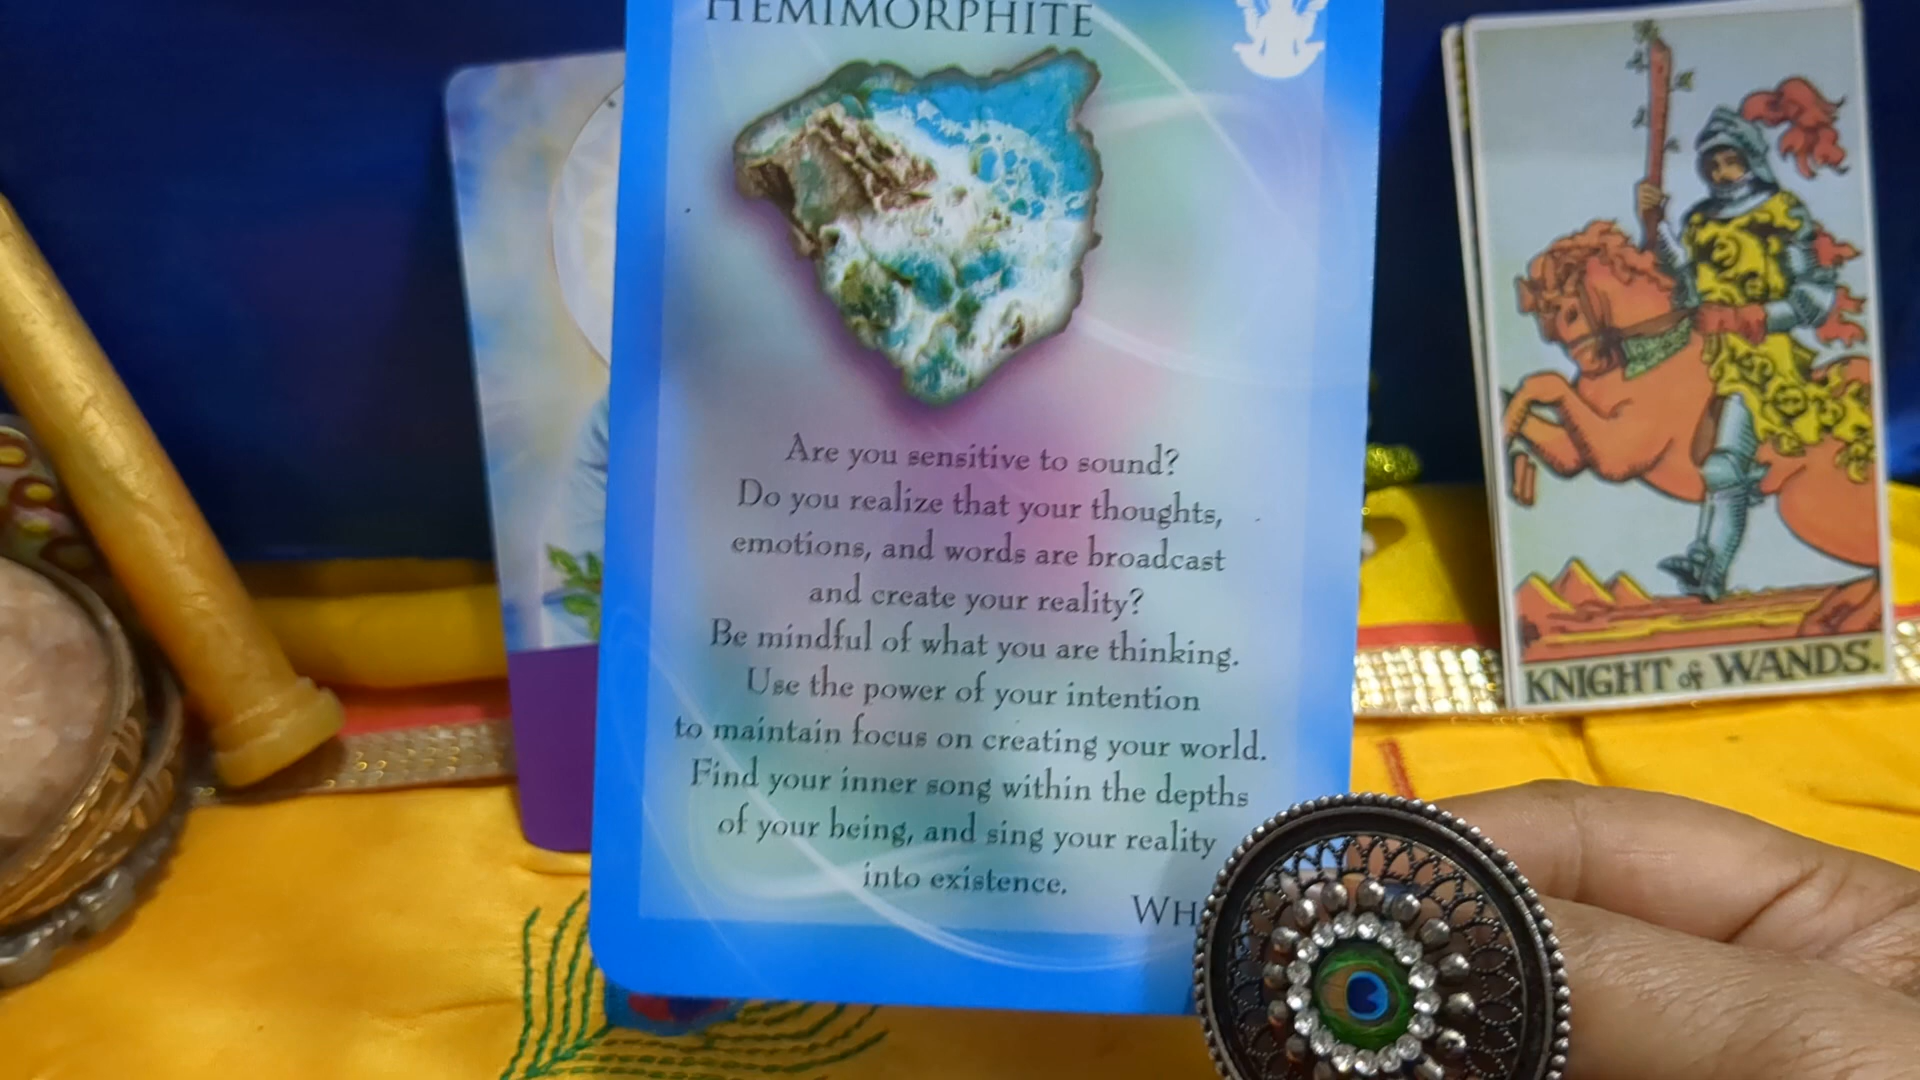 HEMIMORPHITE
Are you sensitive to sound?
Do you realize that your thoughts,
emotions, and words are broadcast
and create your reality?
Be mindful of what you are thinking.
Use the power of your intention
to maintain focus on creating your world.
Find your inner song within the depths
of your being, and sing your reality
into existence.
KNIGHT of WANDS.